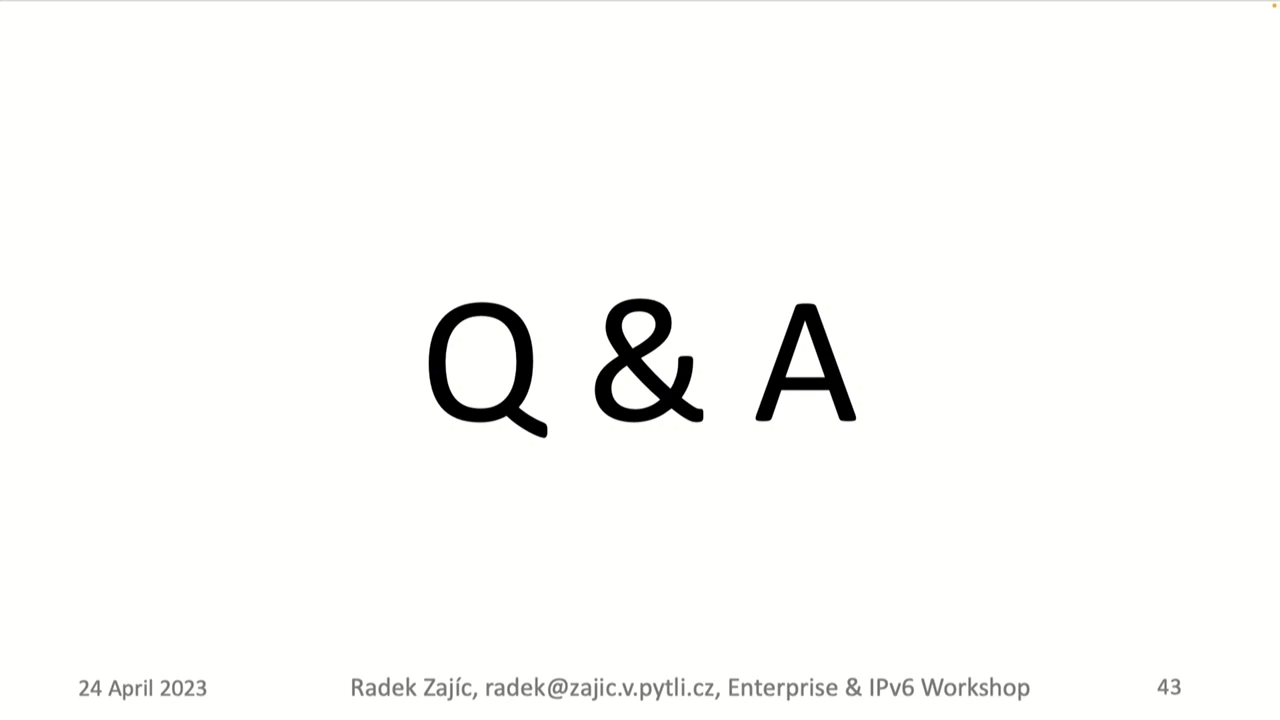 Q & A
24 April 2023
Radek Zajíc, radek@zajic.v.pytli.cz, Enterprise & IPv6 Workshop
43